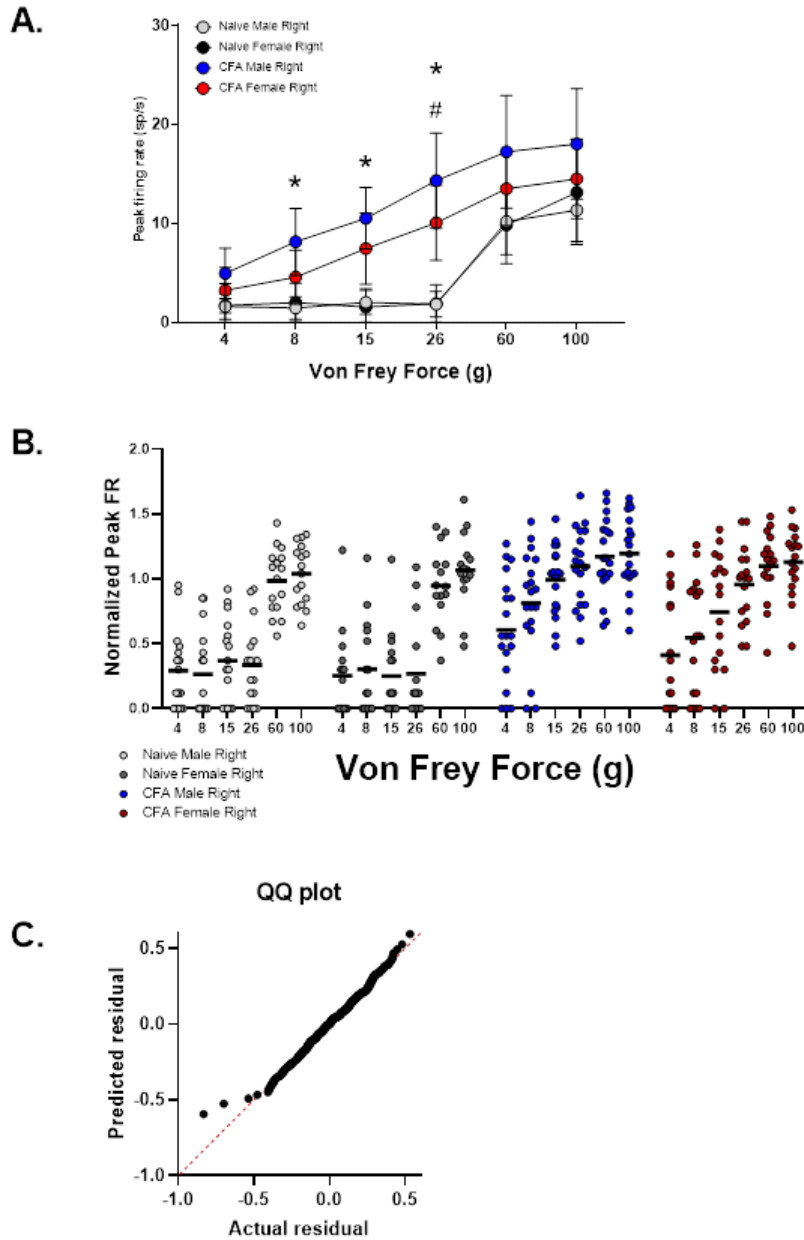 A.
Naive Male Right
Naive Female Right
CFA Male Right
CFA Female Right
Peak firing rate (sp/s)
30
20
10
0
*
*
*
#
4 8 15 26 60 100
Von Frey Force (g)
B.
Normalized Peak FR
2.0
1.5
1.0
0.5
0.0
4 8 15 26 60 100 4 8 15 26 60 100 4 8 15 26 60 100 4 8 15 26 60 100
Von Frey Force (g)
Naive Male Right
Naive Female Right
CFA Male Right
CFA Female Right
QQ plot
C.
Predicted residual
0.5
0.0
-0.5
-1.0
-1.0 -0.5 0.0 0.5
Actual residual